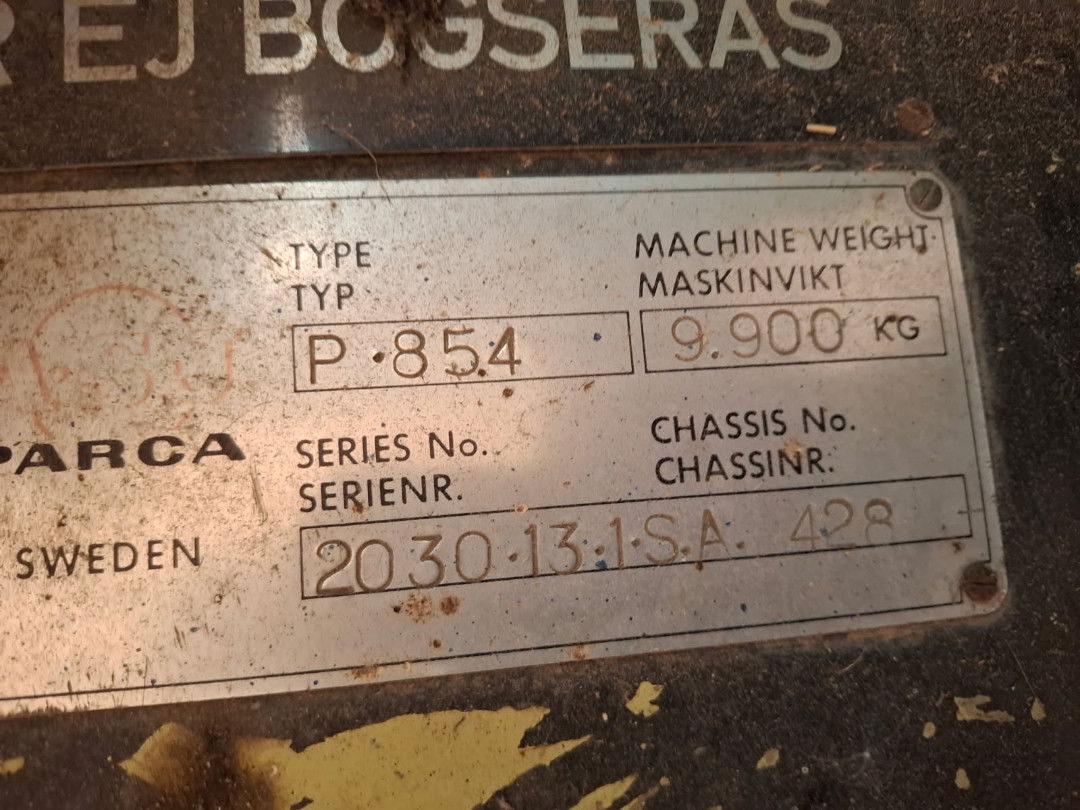 EJ BOGSERAS
TYPE
TYP
MACHINE WEIGHT
MASKINVIKT
P.854
9.900 KG
PARCA
SERIES No.
SERIENR.
CHASSIS No.
CHASSINR.
SWEDEN
2030.13.1.S.A. 428